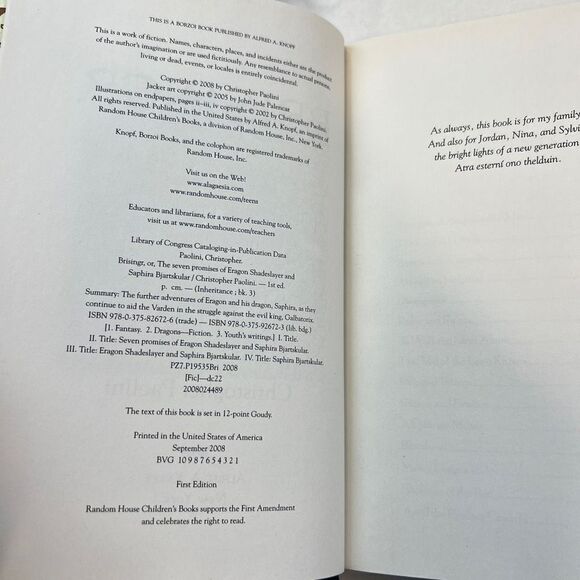 THIS IS A BORZOI BOOK PUBLISHED BY ALFRED A. KNOPF
This is a work of fiction. Names, characters, places, and incidents either are the product
of the author's imagination or are used fictitiously. Any resemblance to actual persons,
living or dead, events, or locales is entirely coincidental.
Copyright © 2008 by Christopher Paolini
Jacket art copyright © 2005 by John Jude Palencar
Illustrations on endpapers, pages ii–iii, iv copyright © 2002 by Christopher Paolini.
All rights reserved. Published in the United States by Alfred A. Knopf, an imprint of
Random House Children's Books, a division of Random House, Inc., New York.
Knopf, Borzoi Books, and the colophon are registered trademarks of
Random House, Inc.
Visit us on the Web!
www.alagaesia.com
www.randomhouse.com/teens
Educators and librarians, for a variety of teaching tools,
visit us at www.randomhouse.com/teachers
Library of Congress Cataloging-in-Publication Data
Paolini, Christopher.
Brisingr, or, The seven promises of Eragon Shadeslayer and
Saphira Bjartskular / Christopher Paolini. — 1st ed.
p. cm. — (Inheritance ; bk. 3)
Summary: The further adventures of Eragon and his dragon, Saphira, as they
continue to aid the Varden in the struggle against the evil king, Galbatorix.
ISBN 978-0-375-82672-6 (trade) — ISBN 978-0-375-92672-3 (lib. bdg.)
[1. Fantasy. 2. Dragons—Fiction. 3. Youth's writings.] I. Title.
II. Title: Seven promises of Eragon Shadeslayer and Saphira Bjartskular.
III. Title: Eragon Shadeslayer and Saphira Bjartskular. IV. Title: Saphira Bjartskular.
PZ7.P19535Bri 2008
[Fic]—dc22
2008024489
The text of this book is set in 12-point Goudy.
Printed in the United States of America
September 2008
BVG 10 9 8 7 6 5 4 3 2 1
First Edition
Random House Children's Books supports the First Amendment
and celebrates the right to read.
As always, this book is for my family
And also for Jordan, Nina, and Sylvi
the bright lights of a new generation
Atra esterní ono thelduin.